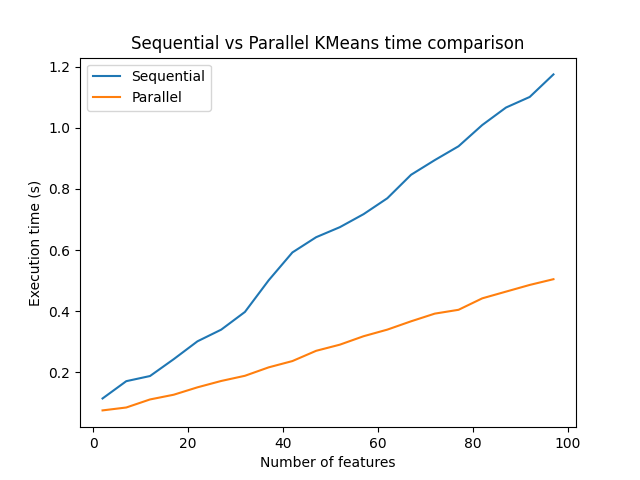 Sequential vs Parallel KMeans time comparison
Sequential
Parallel
1.2
1.0
0.8
0.6
0.4
0.2
Execution time (s)
0 20 40 60 80 100
Number of features